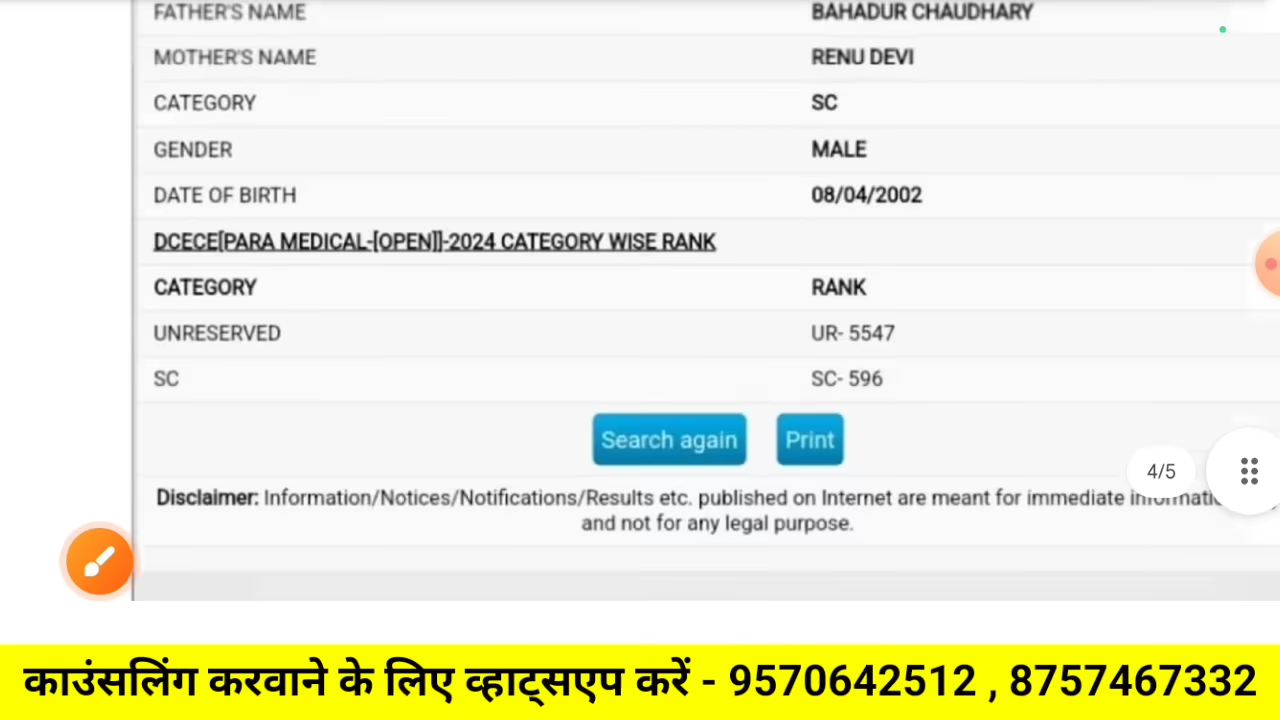 FATHER'S NAME BAHADUR CHAUDHARY
MOTHER'S NAME RENU DEVI
CATEGORY SC
GENDER MALE
DATE OF BIRTH 08/04/2002
DCECE[PARA MEDICAL-[OPEN]]-2024 CATEGORY WISE RANK
CATEGORY RANK
UNRESERVED UR- 5547
SC SC- 596
Search again Print
4/5
Disclaimer: Information/Notices/Notifications/Results etc. published on Internet are meant for immediate
and not for any legal purpose.
काउंसलिंग करवाने के लिए व्हाट्सएप करें - 9570642512 , 8757467332